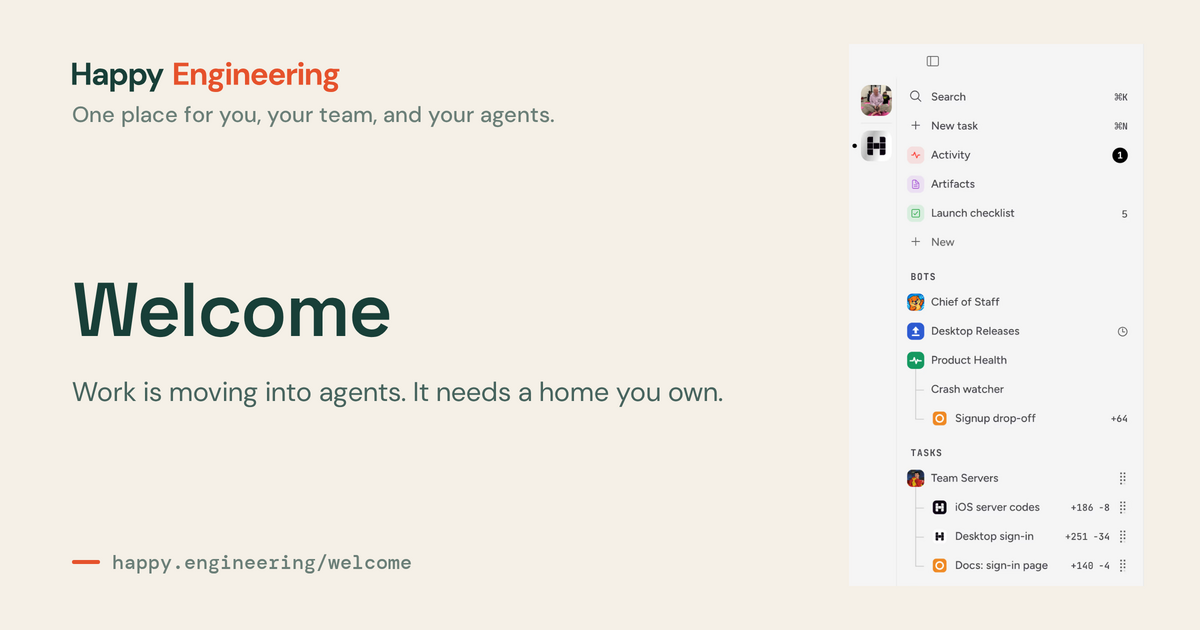 Happy Engineering
One place for you, your team, and your agents.
Welcome
Work is moving into agents. It needs a home you own.
happy.engineering/welcome
Search ⌘K
New task ⌘N
Activity 1
Artifacts
Launch checklist 5
New
BOTS
Chief of Staff
Desktop Releases
Product Health
Crash watcher
Signup drop-off +64
TASKS
Team Servers
iOS server codes +186 -8
Desktop sign-in +251 -34
Docs: sign-in page +140 -4